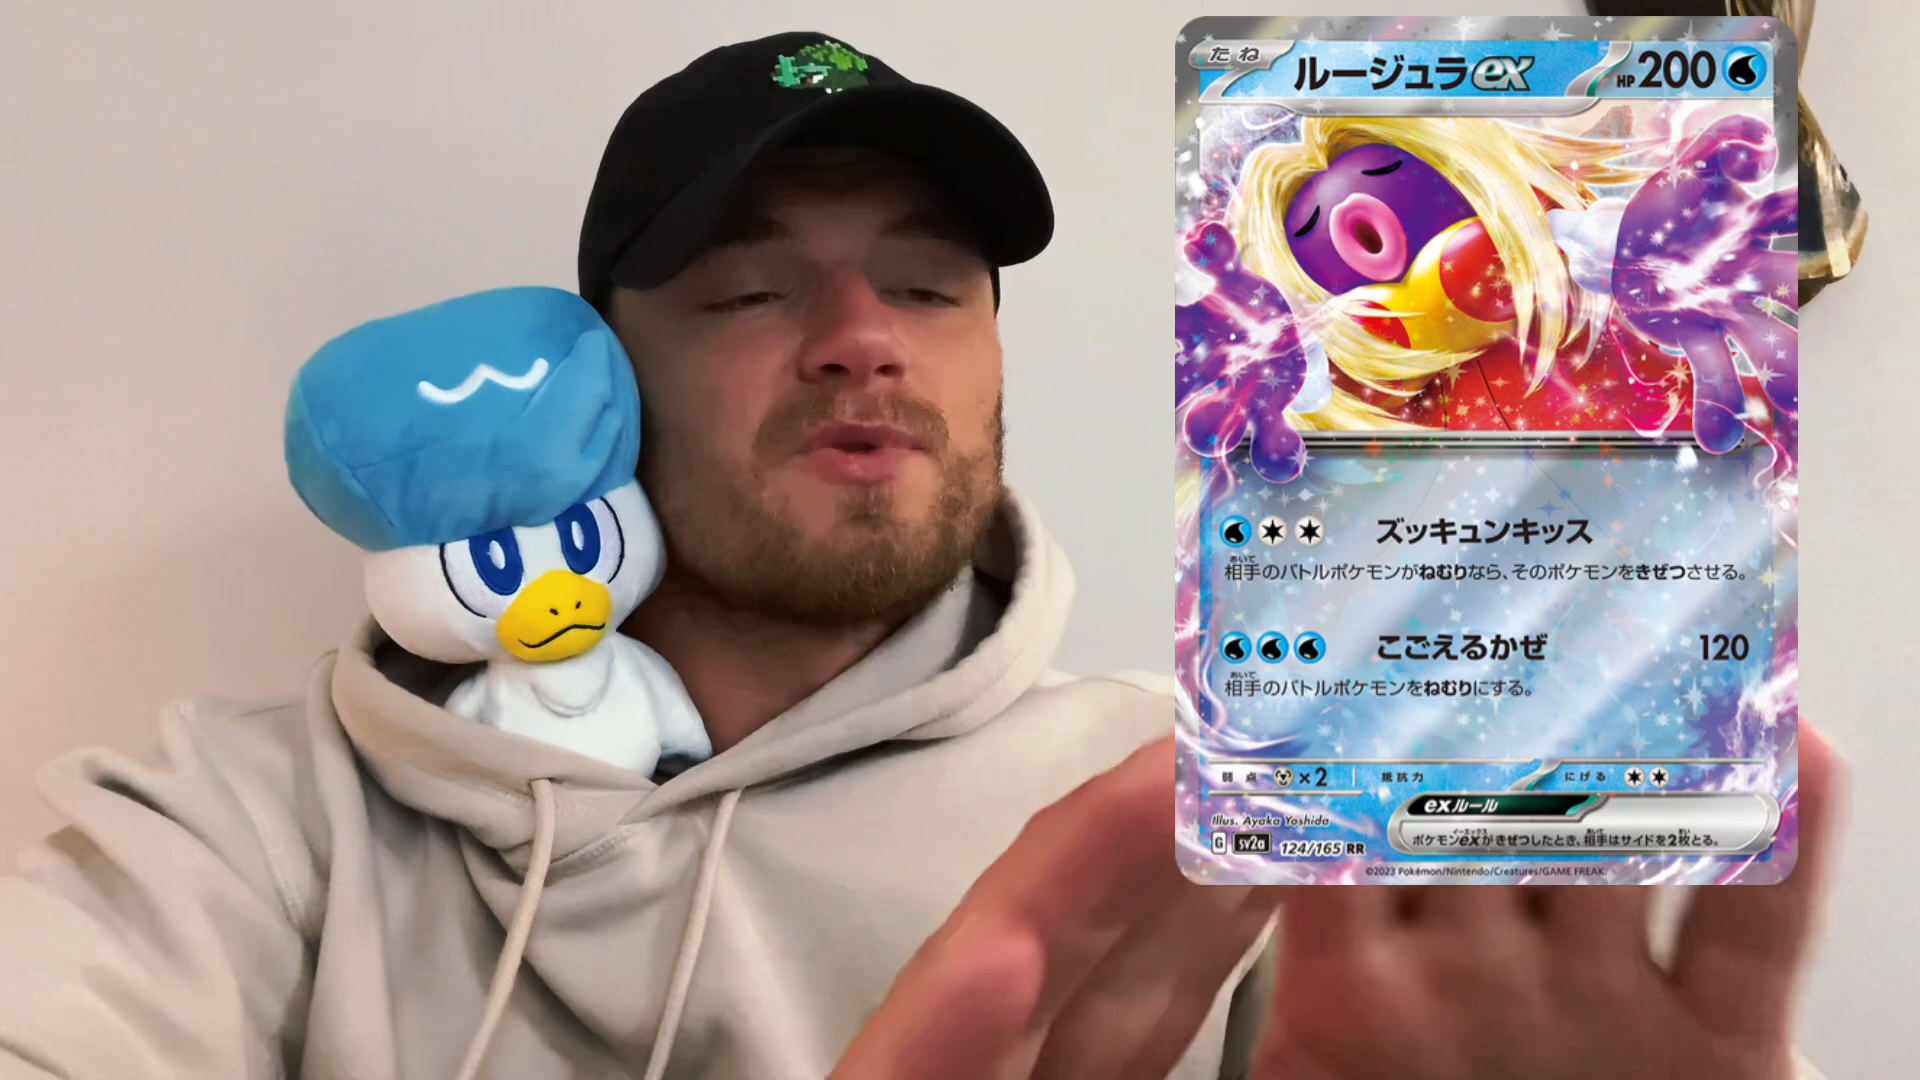 たね ルージュラex HP200
ズッキュンキッス
相手のバトルポケモンがねむりなら、そのポケモンをきぜつさせる。
こごえるかぜ 120
相手のバトルポケモンをねむりにする。
弱点 ×2 抵抗力 にげる
exルール
ポケモンexがきぜつしたとき、相手はサイドを2枚とる。
Illus. Ayaka Yoshida
G sv2a 124/165 RR
©2023 Pokémon/Nintendo/Creatures/GAME FREAK.